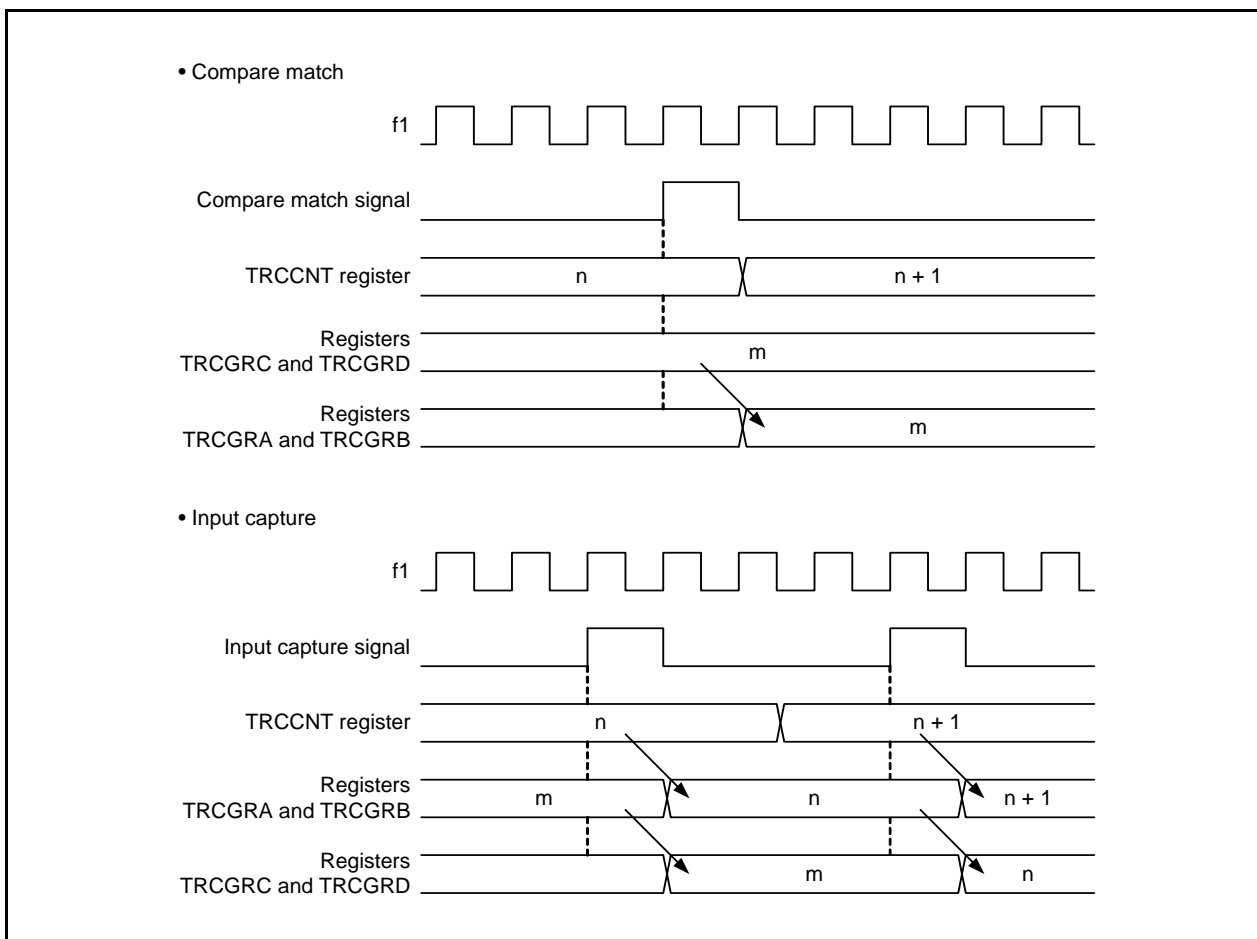 • Compare match
f1
Compare match signal
TRCCNT register
n
n + 1
Registers
TRCGRC and TRCGRD
m
Registers
TRCGRA and TRCGRB
m
• Input capture
f1
Input capture signal
TRCCNT register
n
n + 1
Registers
TRCGRA and TRCGRB
m
n
n + 1
Registers
TRCGRC and TRCGRD
m
n